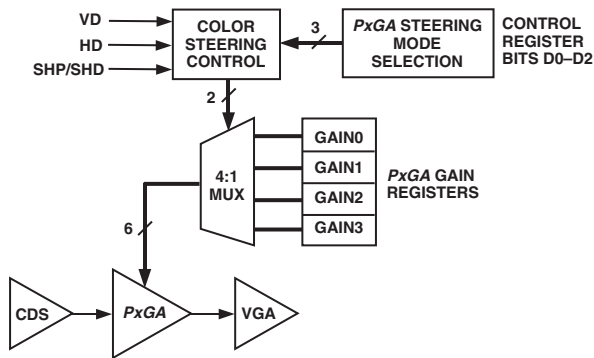 VD
HD
SHP/SHD
COLOR
STEERING
CONTROL
3
PxGA STEERING
MODE
SELECTION
CONTROL
REGISTER
BITS D0–D2
2
4:1
MUX
GAIN0
GAIN1
GAIN2
GAIN3
PxGA GAIN
REGISTERS
6
CDS
PxGA
VGA